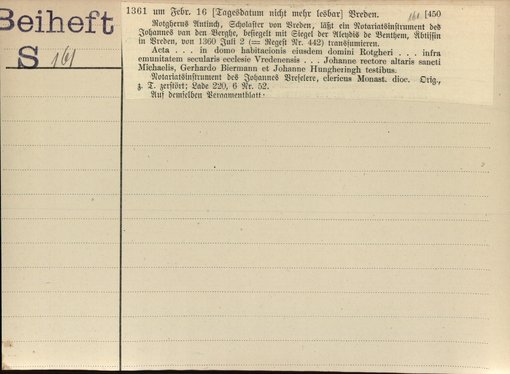 Beiheft
S 161
1361 um Febr. 16 [Tagesdatum nicht mehr lesbar] Vreden. 161 [450
Rotgherus Antinch, Scholaster von Vreden, läßt ein Notariatsinstrument des
Johannes van den Berghe, besiegelt mit Siegel der Aleydis de Benthem, Äbtissin
in Vreden, von 1360 Juli 2 (= Regest Nr. 442) transsumieren.
Acta . . . in domo habitacionis eiusdem domini Rotgheri . . . infra
emunitatem secularis ecclesie Vredenensis . . . Johanne rectore altaris sancti
Michaelis, Gerhardo Biermann et Johanne Hungheringh testibus.
Notariatsinstrument des Johannes Vreselere, clericus Monast. dioc. Orig.,
z. T. zerstört; Lade 220, 6 Nr. 52.
Auf demselben Pergamentblatt: